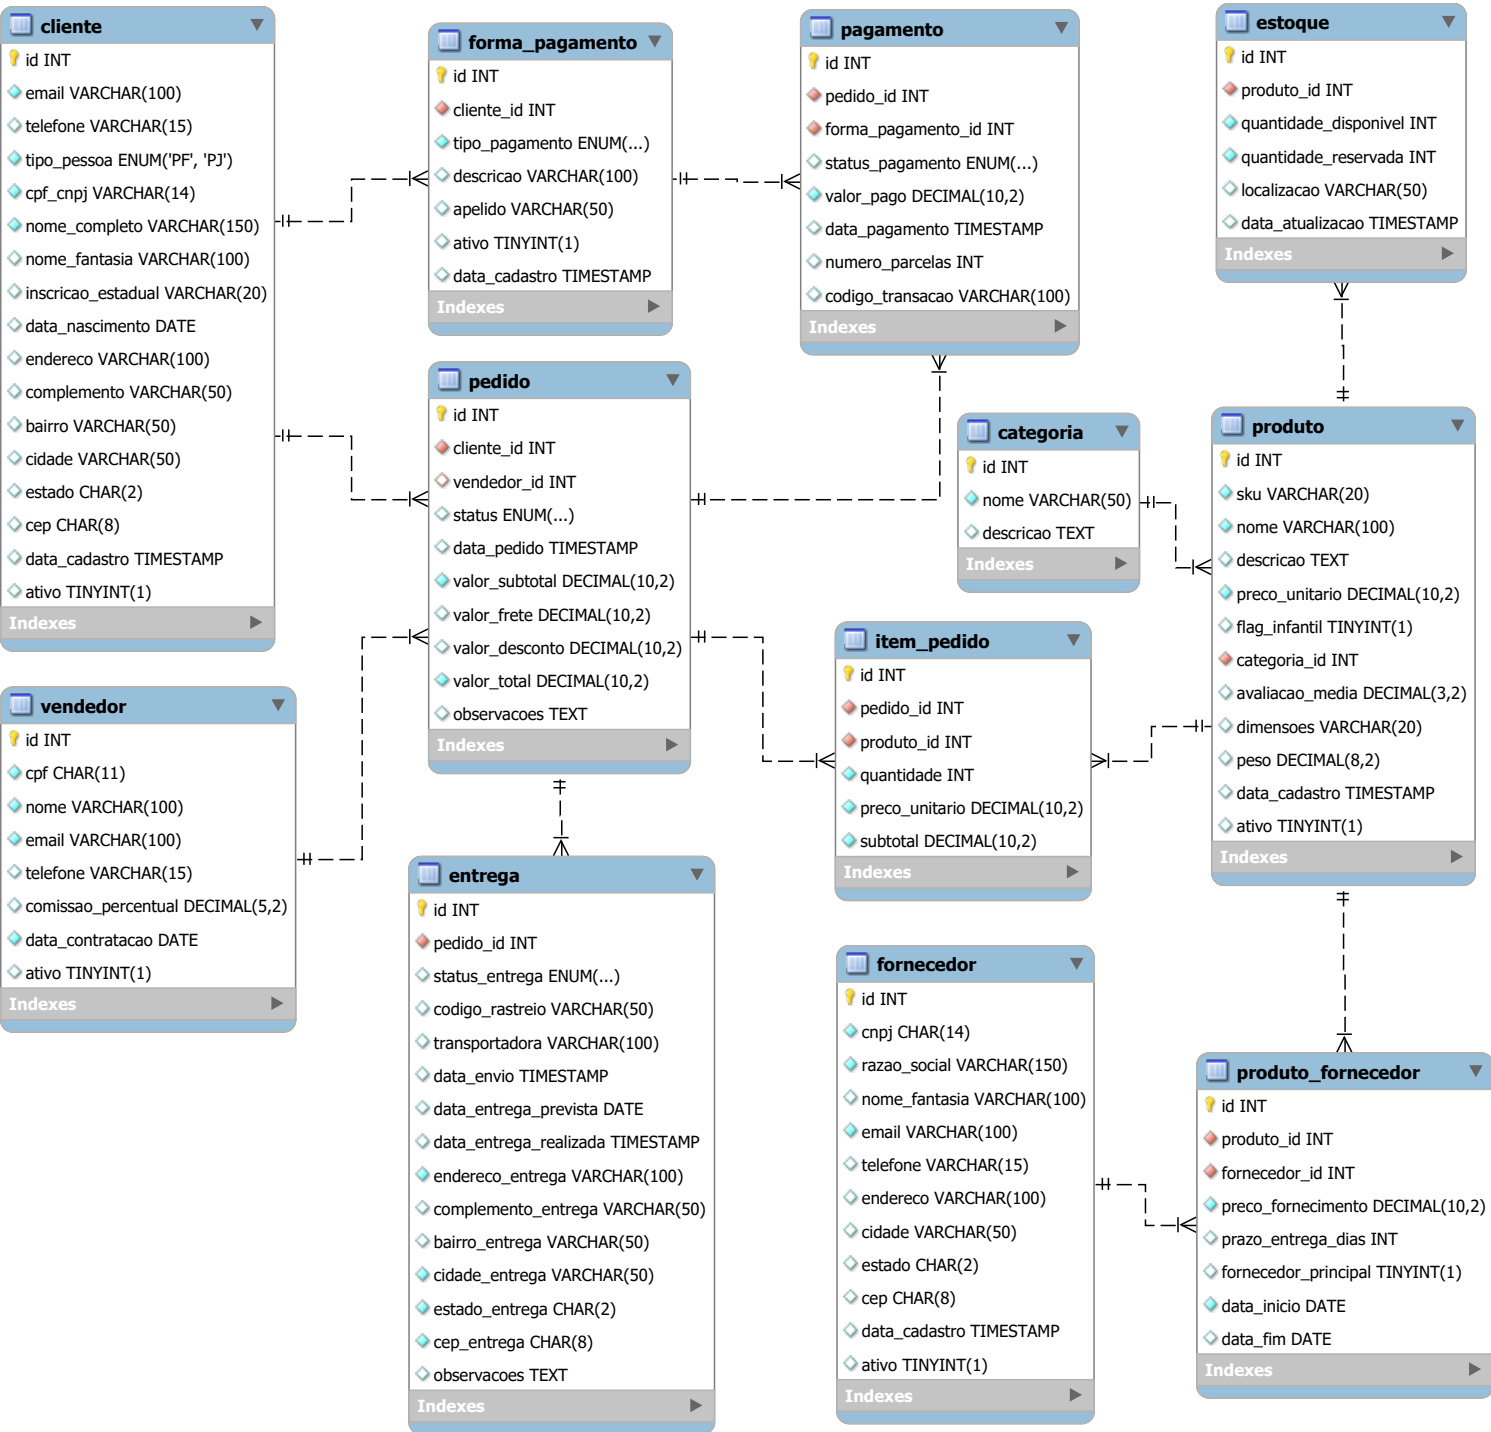 cliente
id INT
email VARCHAR(100)
telefone VARCHAR(15)
tipo_pessoa ENUM('PF', 'PJ')
cpf_cnpj VARCHAR(14)
nome_completo VARCHAR(150)
nome_fantasia VARCHAR(100)
inscricao_estadual VARCHAR(20)
data_nascimento DATE
endereco VARCHAR(100)
complemento VARCHAR(50)
bairro VARCHAR(50)
cidade VARCHAR(50)
estado CHAR(2)
cep CHAR(8)
data_cadastro TIMESTAMP
ativo TINYINT(1)
Indexes
forma_pagamento
id INT
cliente_id INT
tipo_pagamento ENUM(...)
descricao VARCHAR(100)
apelido VARCHAR(50)
ativo TINYINT(1)
data_cadastro TIMESTAMP
Indexes
pagamento
id INT
pedido_id INT
forma_pagamento_id INT
status_pagamento ENUM(...)
valor_pago DECIMAL(10,2)
data_pagamento TIMESTAMP
numero_parcelas INT
codigo_transacao VARCHAR(100)
Indexes
estoque
id INT
produto_id INT
quantidade_disponivel INT
quantidade_reservada INT
localizacao VARCHAR(50)
data_atualizacao TIMESTAMP
Indexes
pedido
id INT
cliente_id INT
vendedor_id INT
status ENUM(...)
data_pedido TIMESTAMP
valor_subtotal DECIMAL(10,2)
valor_frete DECIMAL(10,2)
valor_desconto DECIMAL(10,2)
valor_total DECIMAL(10,2)
observacoes TEXT
Indexes
categoria
id INT
nome VARCHAR(50)
descricao TEXT
Indexes
produto
id INT
sku VARCHAR(20)
nome VARCHAR(100)
descricao TEXT
preco_unitario DECIMAL(10,2)
flag_infantil TINYINT(1)
categoria_id INT
avaliacao_media DECIMAL(3,2)
dimensoes VARCHAR(20)
peso DECIMAL(8,2)
data_cadastro TIMESTAMP
ativo TINYINT(1)
Indexes
item_pedido
id INT
pedido_id INT
produto_id INT
quantidade INT
preco_unitario DECIMAL(10,2)
subtotal DECIMAL(10,2)
Indexes
vendedor
id INT
cpf CHAR(11)
nome VARCHAR(100)
email VARCHAR(100)
telefone VARCHAR(15)
comissao_percentual DECIMAL(5,2)
data_contratacao DATE
ativo TINYINT(1)
Indexes
entrega
id INT
pedido_id INT
status_entrega ENUM(...)
codigo_rastreio VARCHAR(50)
transportadora VARCHAR(100)
data_envio TIMESTAMP
data_entrega_prevista DATE
data_entrega_realizada TIMESTAMP
endereco_entrega VARCHAR(100)
complemento_entrega VARCHAR(50)
bairro_entrega VARCHAR(50)
cidade_entrega VARCHAR(50)
estado_entrega CHAR(2)
cep_entrega CHAR(8)
observacoes TEXT
Indexes
fornecedor
id INT
cnpj CHAR(14)
razao_social VARCHAR(150)
nome_fantasia VARCHAR(100)
email VARCHAR(100)
telefone VARCHAR(15)
endereco VARCHAR(100)
cidade VARCHAR(50)
estado CHAR(2)
cep CHAR(8)
data_cadastro TIMESTAMP
ativo TINYINT(1)
Indexes
produto_fornecedor
id INT
produto_id INT
fornecedor_id INT
preco_fornecimento DECIMAL(10,2)
prazo_entrega_dias INT
fornecedor_principal TINYINT(1)
data_inicio DATE
data_fim DATE
Indexes